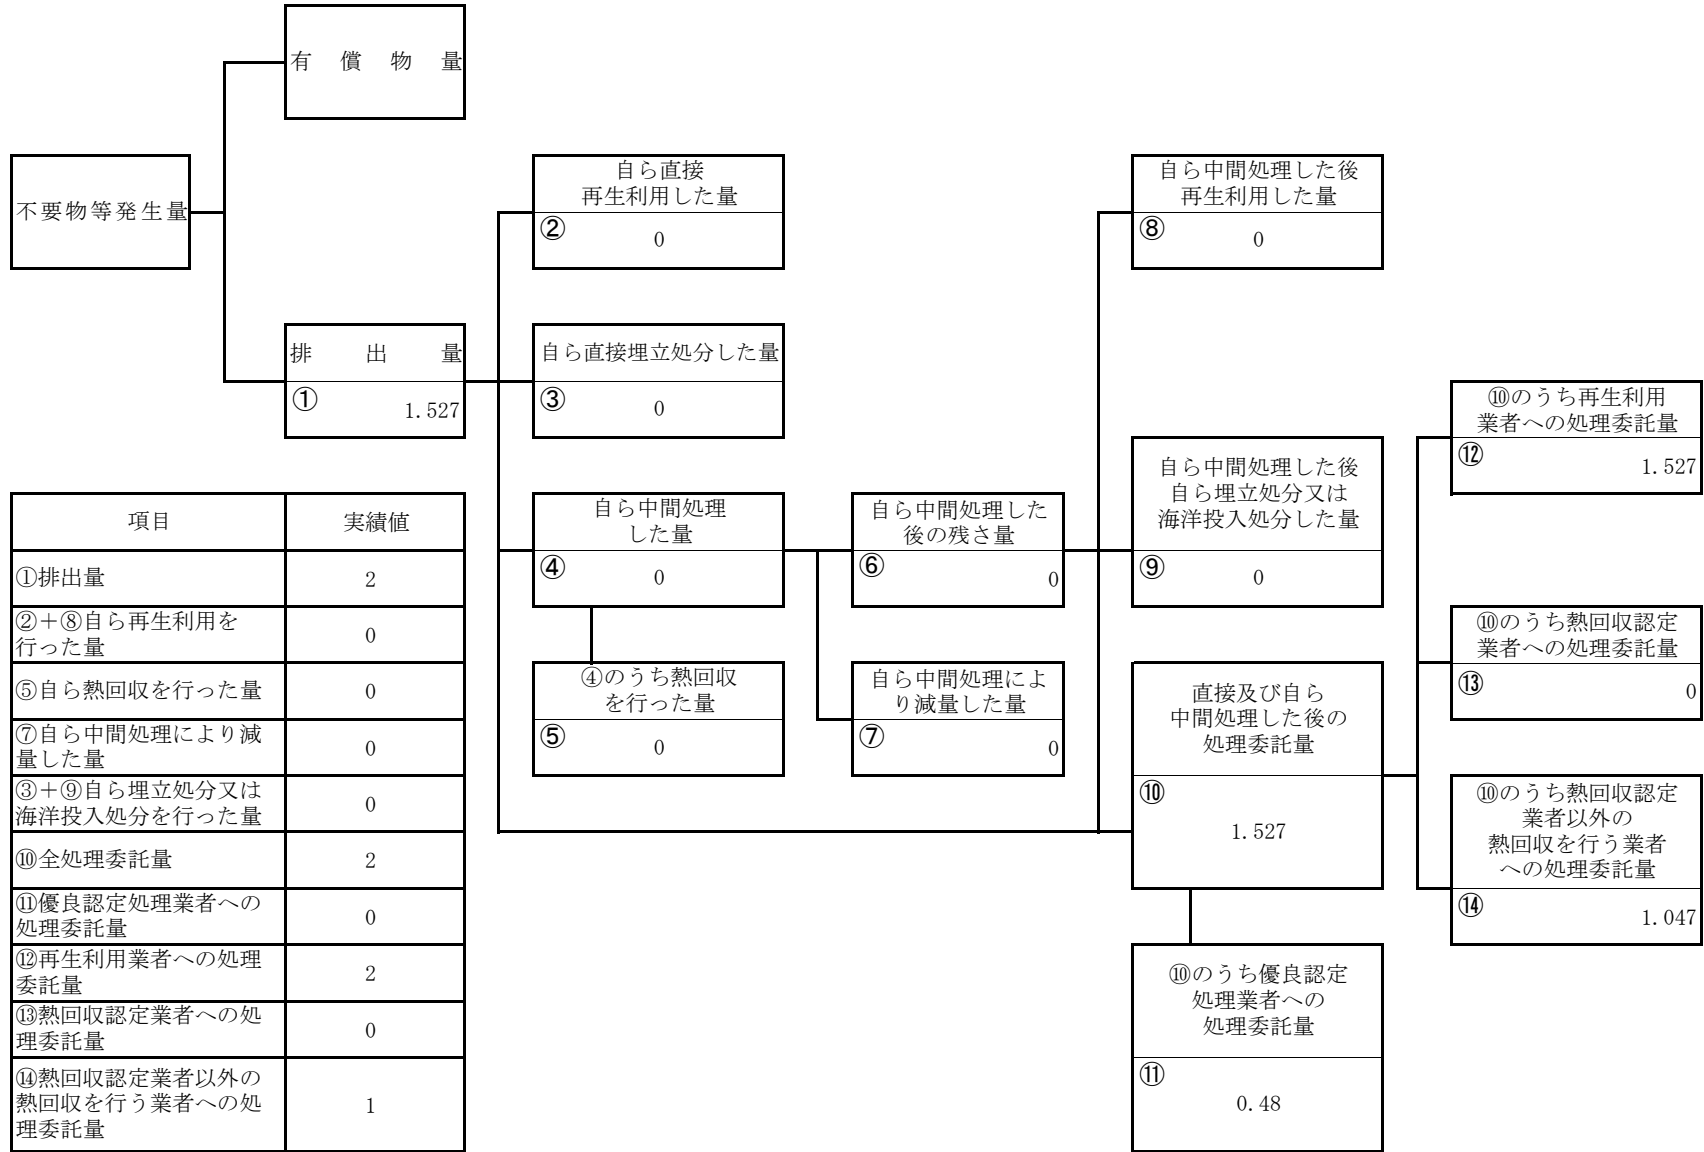 有償物量
不要物等発生量
排出量
①
1.527
自ら直接
再生利用した量
②
0
自ら直接埋立処分した量
③
0
自ら中間処理
した量
④
0
④のうち熱回収
を行った量
⑤
0
自ら中間処理した
後の残さ量
⑥
0
自ら中間処理によ
り減量した量
⑦
0
自ら中間処理した後
再生利用した量
⑧
0
自ら中間処理した後
自ら埋立処分又は
海洋投入処分した量
⑨
0
直接及び自ら
中間処理した後の
処理委託量
⑩
1.527
⑩のうち優良認定
処理業者への
処理委託量
⑪
0.48
⑩のうち再生利用
業者への処理委託量
⑫
1.527
⑩のうち熱回収認定
業者への処理委託量
⑬
0
⑩のうち熱回収認定
業者以外の
熱回収を行う業者
への処理委託量
⑭
1.047
項目 実績値
①排出量 2
②+⑧自ら再生利用を
行った量 0
⑤自ら熱回収を行った量 0
⑦自ら中間処理により減
量した量 0
③+⑨自ら埋立処分又は
海洋投入処分を行った量 0
⑩全処理委託量 2
⑪優良認定処理業者への
処理委託量 0
⑫再生利用業者への処理
委託量 2
⑬熱回収認定業者への処
理委託量 0
⑭熱回収認定業者以外の
熱回収を行う業者への処 1
理委託量